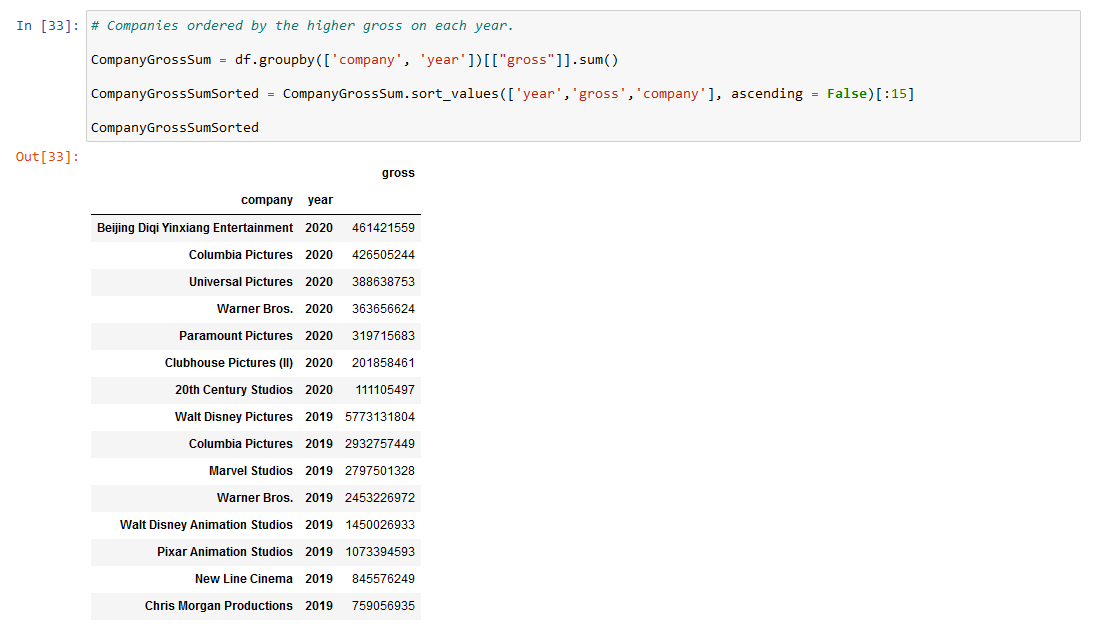 In [33]: # Companies ordered by the higher gross on each year.
CompanyGrossSum = df.groupby(['company', 'year'])[["gross"]].sum()
CompanyGrossSumSorted = CompanyGrossSum.sort_values(['year','gross','company'], ascending = False)[:15]
CompanyGrossSumSorted
Out[33]:
gross
company year
Beijing Diqi Yinxiang Entertainment 2020 461421559
Columbia Pictures 2020 426505244
Universal Pictures 2020 388638753
Warner Bros. 2020 363656624
Paramount Pictures 2020 319715683
Clubhouse Pictures (II) 2020 201858461
20th Century Studios 2020 111105497
Walt Disney Pictures 2019 5773131804
Columbia Pictures 2019 2932757449
Marvel Studios 2019 2797501328
Warner Bros. 2019 2453226972
Walt Disney Animation Studios 2019 1450026933
Pixar Animation Studios 2019 1073394593
New Line Cinema 2019 845576249
Chris Morgan Productions 2019 759056935